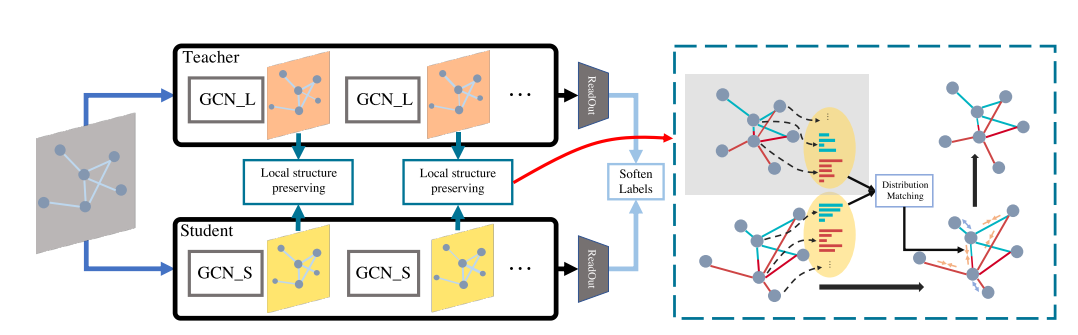 Teacher
GCN_L
GCN_L
...
ReadOut
Local structure
preserving
Local structure
preserving
Soften
Labels
Student
GCN_S
GCN_S
...
ReadOut
...
Distribution
Matching
...